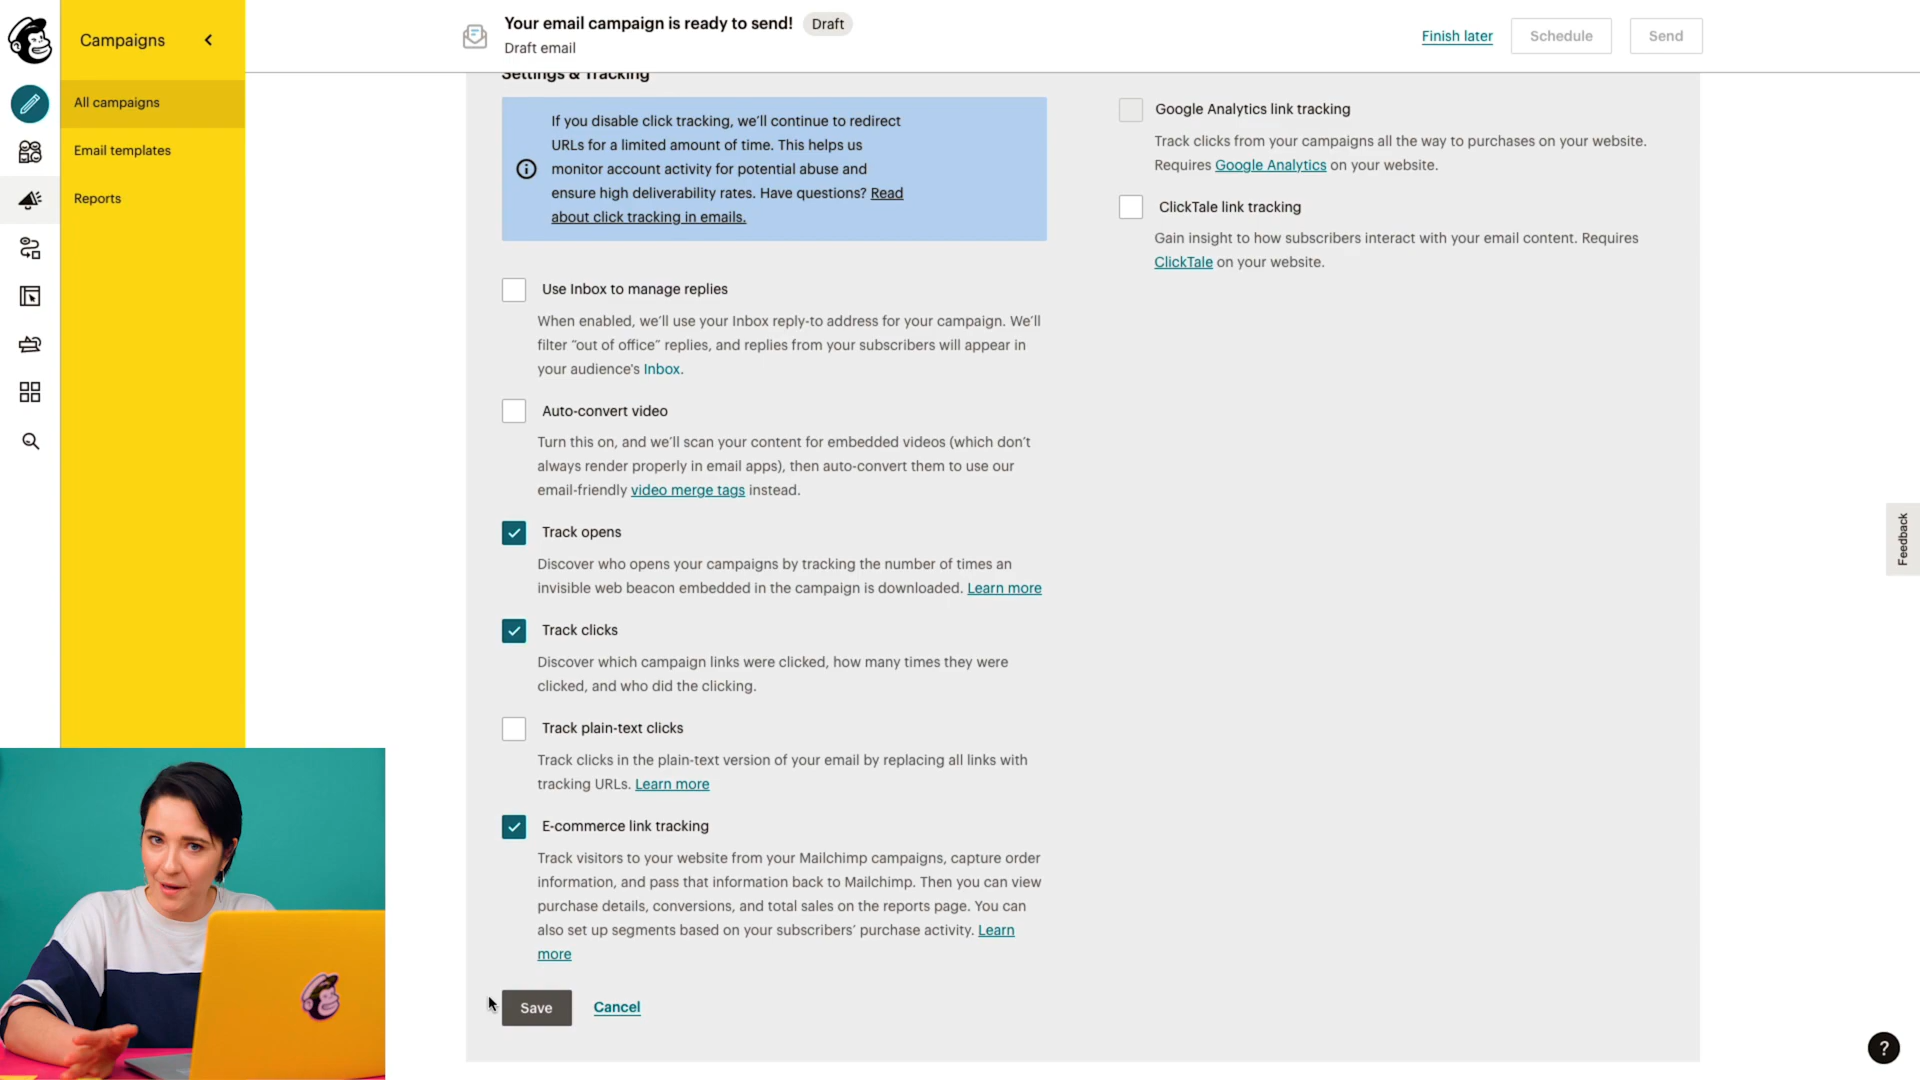 Campaigns
All campaigns
Email templates
Reports
Your email campaign is ready to send!
Draft
Draft email
Finish later
Schedule
Send
Settings & Tracking
If you disable click tracking, we'll continue to redirect
URLs for a limited amount of time. This helps us
monitor account activity for potential abuse and
ensure high deliverability rates. Have questions? Read
about click tracking in emails.
Use Inbox to manage replies
When enabled, we'll use your Inbox reply-to address for your campaign. We'll
filter "out of office" replies, and replies from your subscribers will appear in
your audience's Inbox.
Auto-convert video
Turn this on, and we'll scan your content for embedded videos (which don't
always render properly in email apps), then auto-convert them to use our
email-friendly video merge tags instead.
Track opens
Discover who opens your campaigns by tracking the number of times an
invisible web beacon embedded in the campaign is downloaded. Learn more
Track clicks
Discover which campaign links were clicked, how many times they were
clicked, and who did the clicking.
Track plain-text clicks
Track clicks in the plain-text version of your email by replacing all links with
tracking URLs. Learn more
E-commerce link tracking
Track visitors to your website from your Mailchimp campaigns, capture order
information, and pass that information back to Mailchimp. Then you can view
purchase details, conversions, and total sales on the reports page. You can
also set up segments based on your subscribers' purchase activity. Learn
more
Save
Cancel
Google Analytics link tracking
Track clicks from your campaigns all the way to purchases on your website.
Requires Google Analytics on your website.
ClickTale link tracking
Gain insight to how subscribers interact with your email content. Requires
ClickTale on your website.
Feedback
?